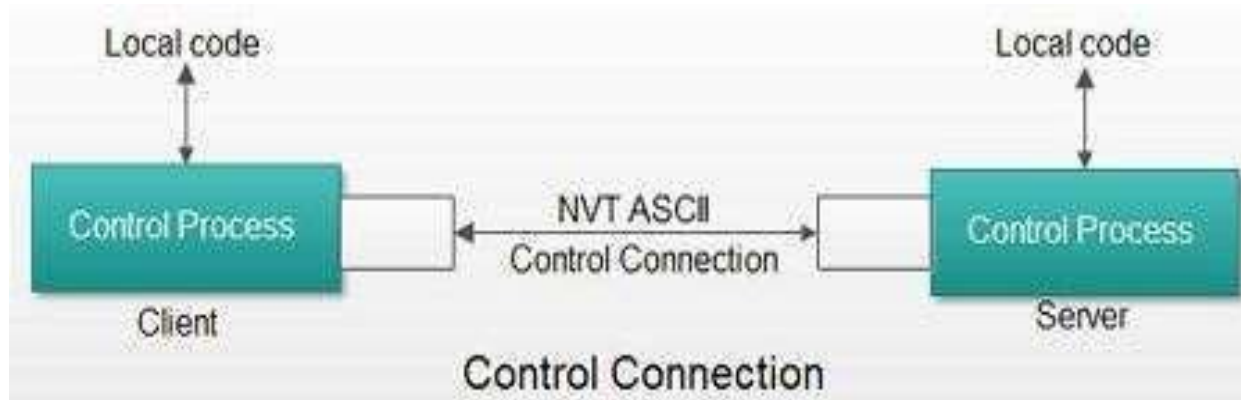 Local code
Local code
Control Process
NVT ASCII
Control Connection
Control Process
Client
Server
Control Connection